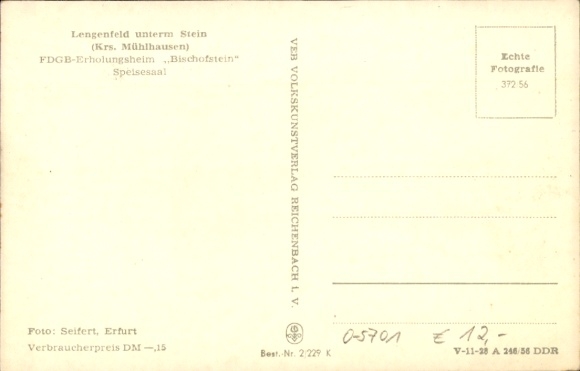 Lengenfeld unterm Stein
(Krs. Mühlhausen)
FDGB-Erholungsheim „Bischofstein"
Speisesaal
VEB VOLKSKUNSTVERLAG REICHENBACH I. V.
Echte
Fotografie
372 56
Foto: Seifert, Erfurt
Verbraucherpreis DM —,15
Best.-Nr. 2/229 K
0-5701 € 12,-
V-11-28 A 246/56 DDR